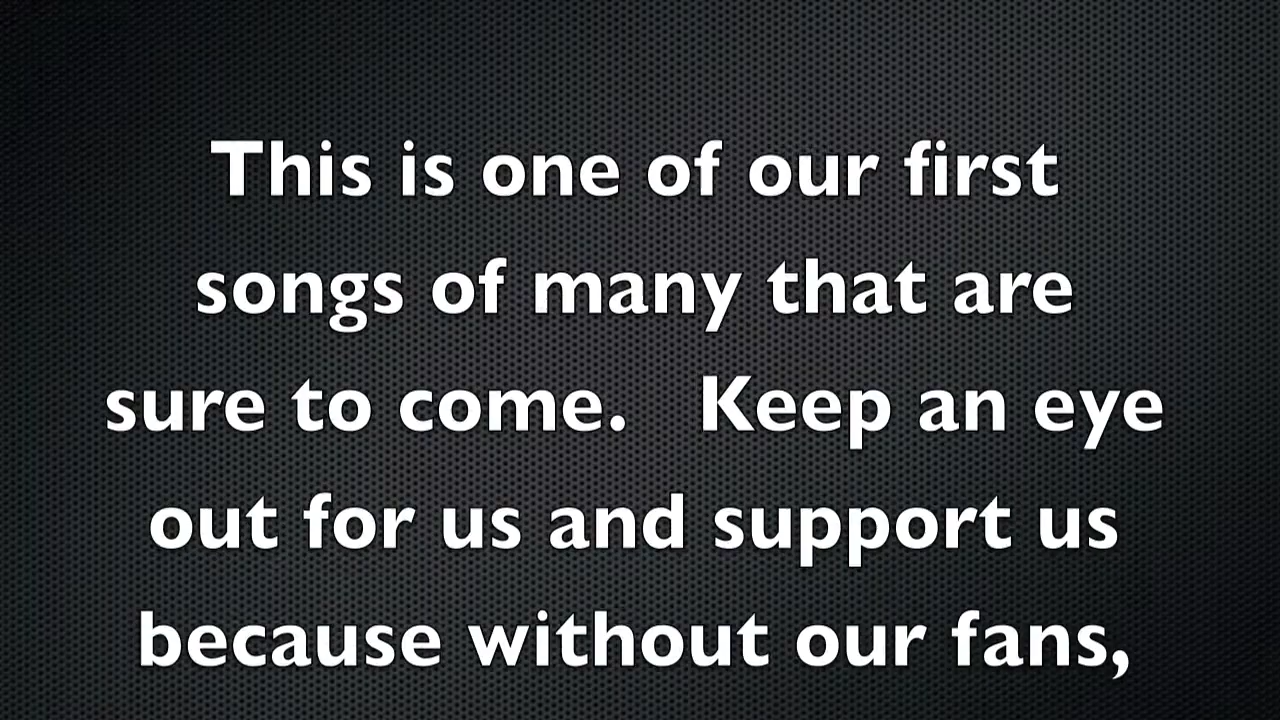 This is one of our first
songs of many that are
sure to come.   Keep an eye
out for us and support us
because without our fans,